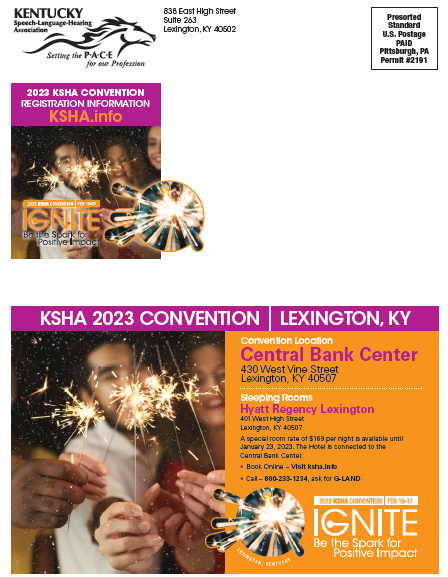 KENTUCKY
Speech-Language-Hearing
Association
Setting the P·A·C·E
for our Profession
838 East High Street
Suite 263
Lexington, KY 40502
Presorted
Standard
U.S. Postage
PAID
Pittsburgh, PA
Permit #2191
2023 KSHA CONVENTION
REGISTRATION INFORMATION
KSHA.info
2023 KSHA CONVENTION | FEB 15-17
IGNITE
Be the Spark for
Positive Impact
KSHA 2023 CONVENTION | LEXINGTON, KY
Convention Location
Central Bank Center
430 West Vine Street
Lexington, KY 40507
Sleeping Rooms
Hyatt Regency Lexington
401 West High Street
Lexington, KY 40507
A special room rate of $169 per night is available until
January 23, 2023. The Hotel is connected to the
Central Bank Center.
• Book Online – Visit ksha.info
• Call – 800-233-1234, ask for G-LAND
2023 KSHA CONVENTION | FEB 15-17
IGNITE
Be the Spark for
Positive Impact
LEXINGTON, KENTUCKY